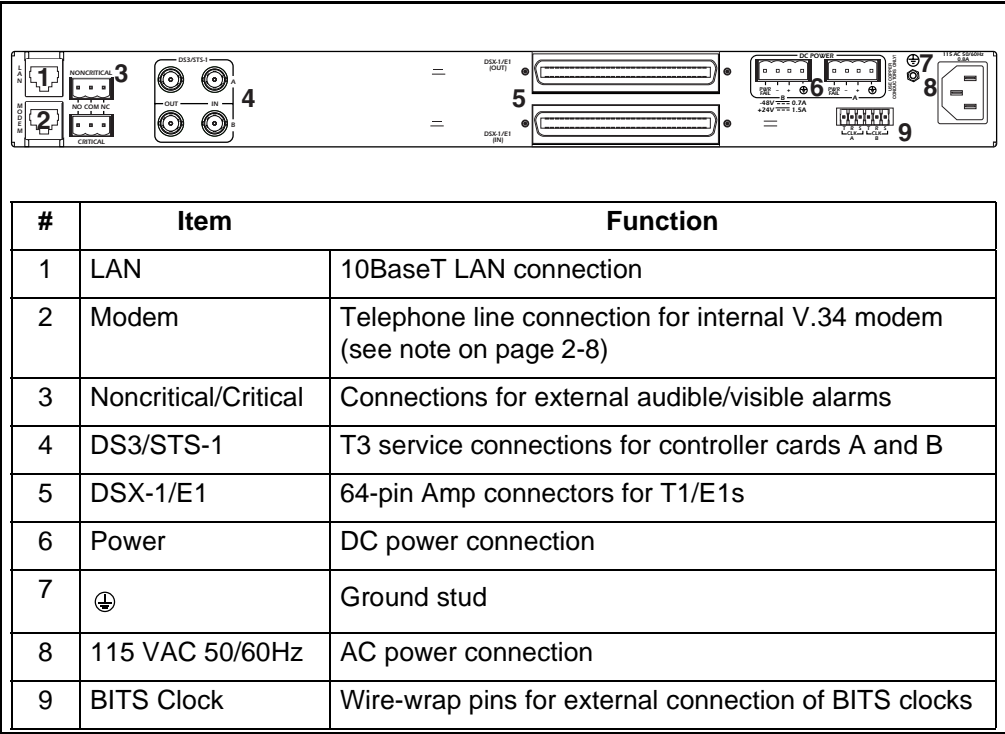 LAN
1
MODEM
2
NONCRITICAL
3
NO COM NC
CRITICAL
DS3/STS-1
A
OUT IN
B
4
DSX-1/E1
(OUT)
5
DSX-1/E1
(IN)
DC POWER
PWR FAIL - + PWR FAIL - +
6
B A
-48V 0.7A
+24V 1.5A
USE COPPER
CONDUCTORS ONLY!
7
8
115 AC 50/60Hz
0.8A
T R S T R S
CLK CLK
A B
9
# Item Function
1 LAN 10BaseT LAN connection
2 Modem Telephone line connection for internal V.34 modem
(see note on page 2-8)
3 Noncritical/Critical Connections for external audible/visible alarms
4 DS3/STS-1 T3 service connections for controller cards A and B
5 DSX-1/E1 64-pin Amp connectors for T1/E1s
6 Power DC power connection
7 Ground stud
8 115 VAC 50/60Hz AC power connection
9 BITS Clock Wire-wrap pins for external connection of BITS clocks